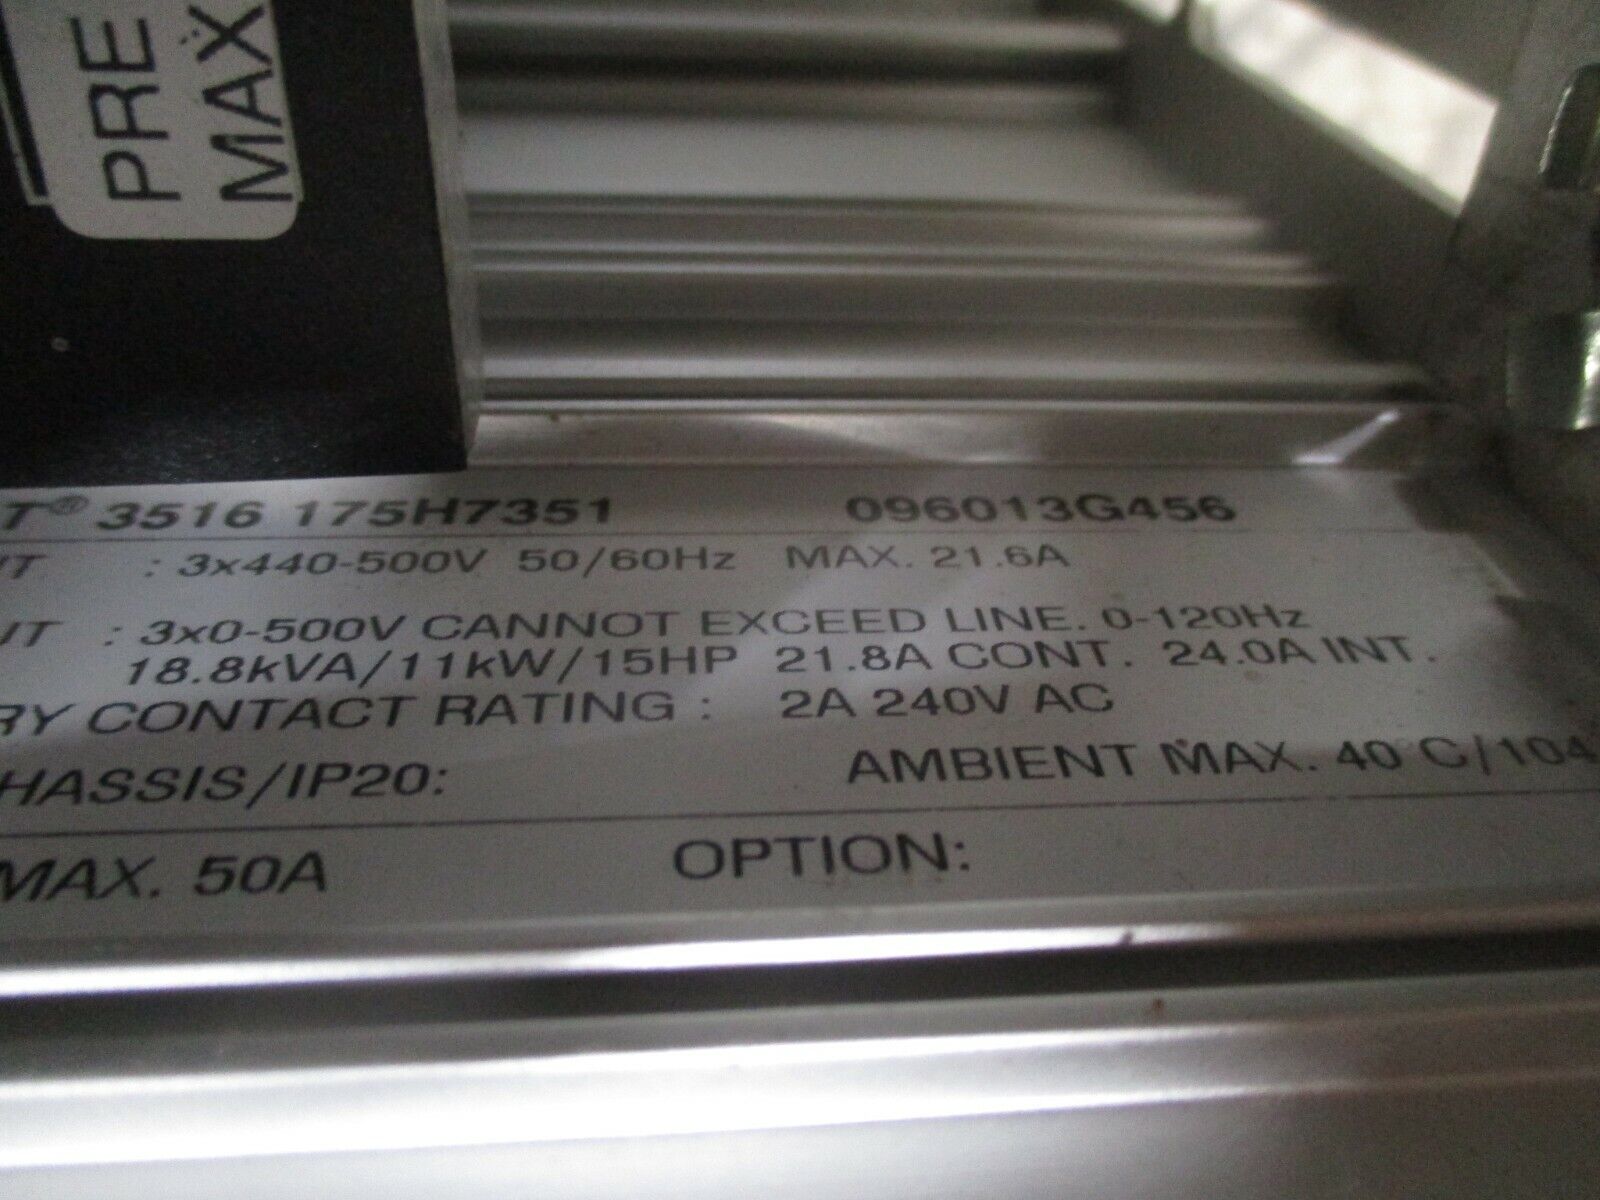 PRE
MAX
T® 3516 175H7351 096013G456
UT : 3x440-500V 50/60Hz MAX. 21.6A
UT : 3x0-500V CANNOT EXCEED LINE. 0-120Hz
18.8kVA/11kW/15HP 21.8A CONT. 24.0A INT.
RY CONTACT RATING : 2A 240V AC
HASSIS/IP20: AMBIENT MAX. 40°C/104
MAX. 50A OPTION: